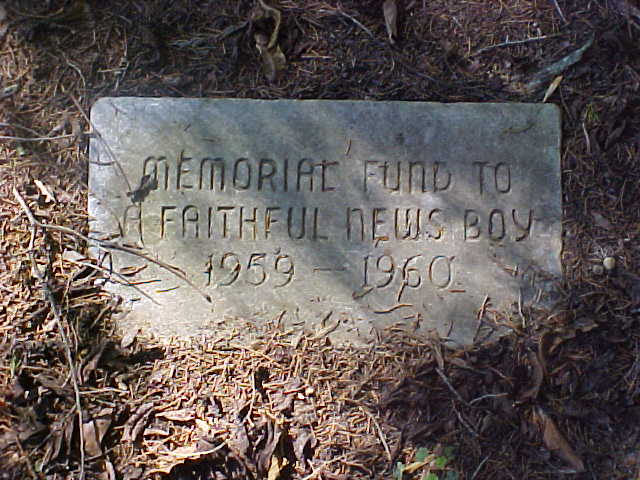 MEMORIAL FUND TO
A FAITHFUL NEWS BOY
1959 - 1960